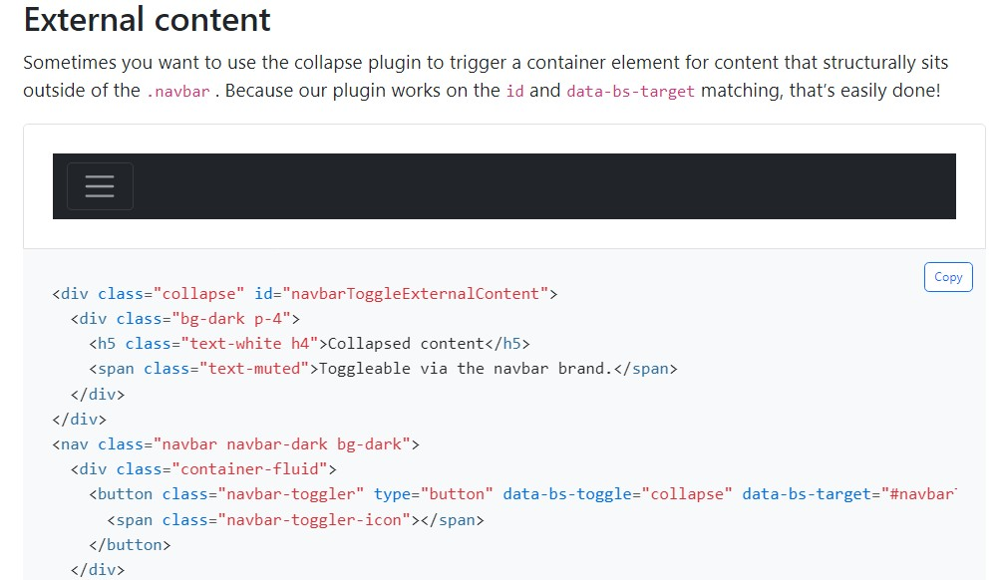 External content
Sometimes you want to use the collapse plugin to trigger a container element for content that structurally sits
outside of the .navbar . Because our plugin works on the id and data-bs-target matching, that's easily done!
Copy
<div class="collapse" id="navbarToggleExternalContent">
  <div class="bg-dark p-4">
    <h5 class="text-white h4">Collapsed content</h5>
    <span class="text-muted">Toggleable via the navbar brand.</span>
  </div>
</div>
<nav class="navbar navbar-dark bg-dark">
  <div class="container-fluid">
    <button class="navbar-toggler" type="button" data-bs-toggle="collapse" data-bs-target="#navbar
      <span class="navbar-toggler-icon"></span>
    </button>
  </div>